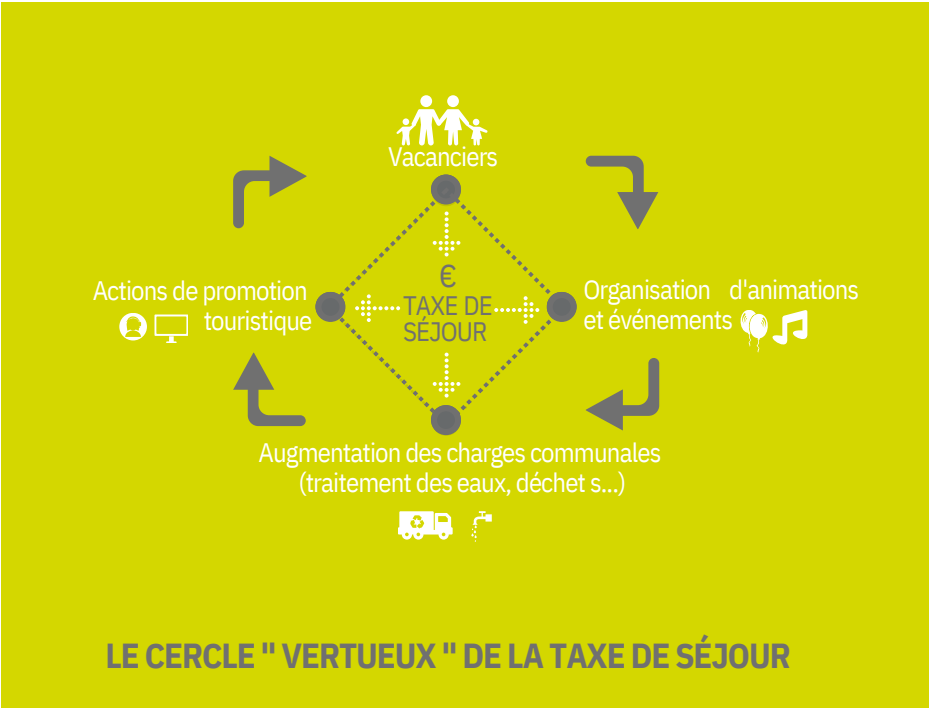 Vacanciers
€
TAXE DE
SÉJOUR
Actions de promotion
touristique
Organisation d'animations
et événements
Augmentation des charges communales
(traitement des eaux, déchet s...)
LE CERCLE " VERTUEUX " DE LA TAXE DE SÉJOUR